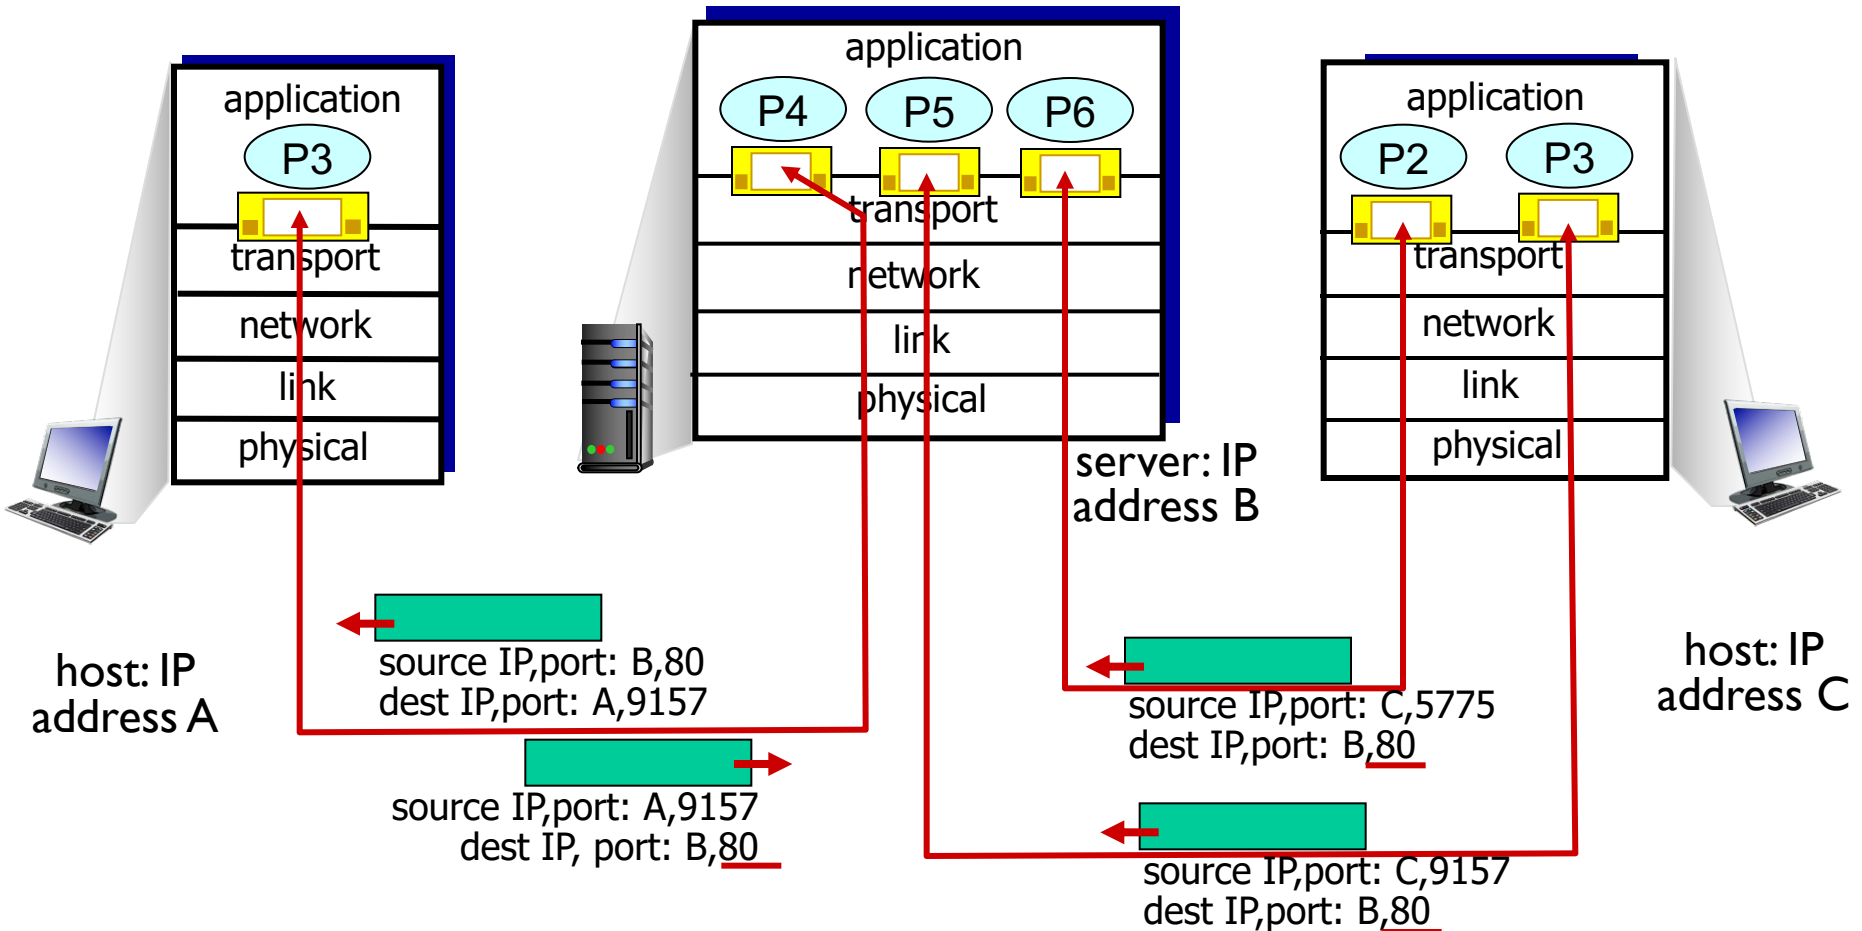 application
P3
transport
network
link
physical
host: IP
address A
application
P4
P5
P6
transport
network
link
physical
server: IP
address B
application
P2
P3
transport
network
link
physical
host: IP
address C
source IP,port: B,80
dest IP,port: A,9157
source IP,port: A,9157
dest IP, port: B,80
source IP,port: C,5775
dest IP,port: B,80
source IP,port: C,9157
dest IP,port: B,80